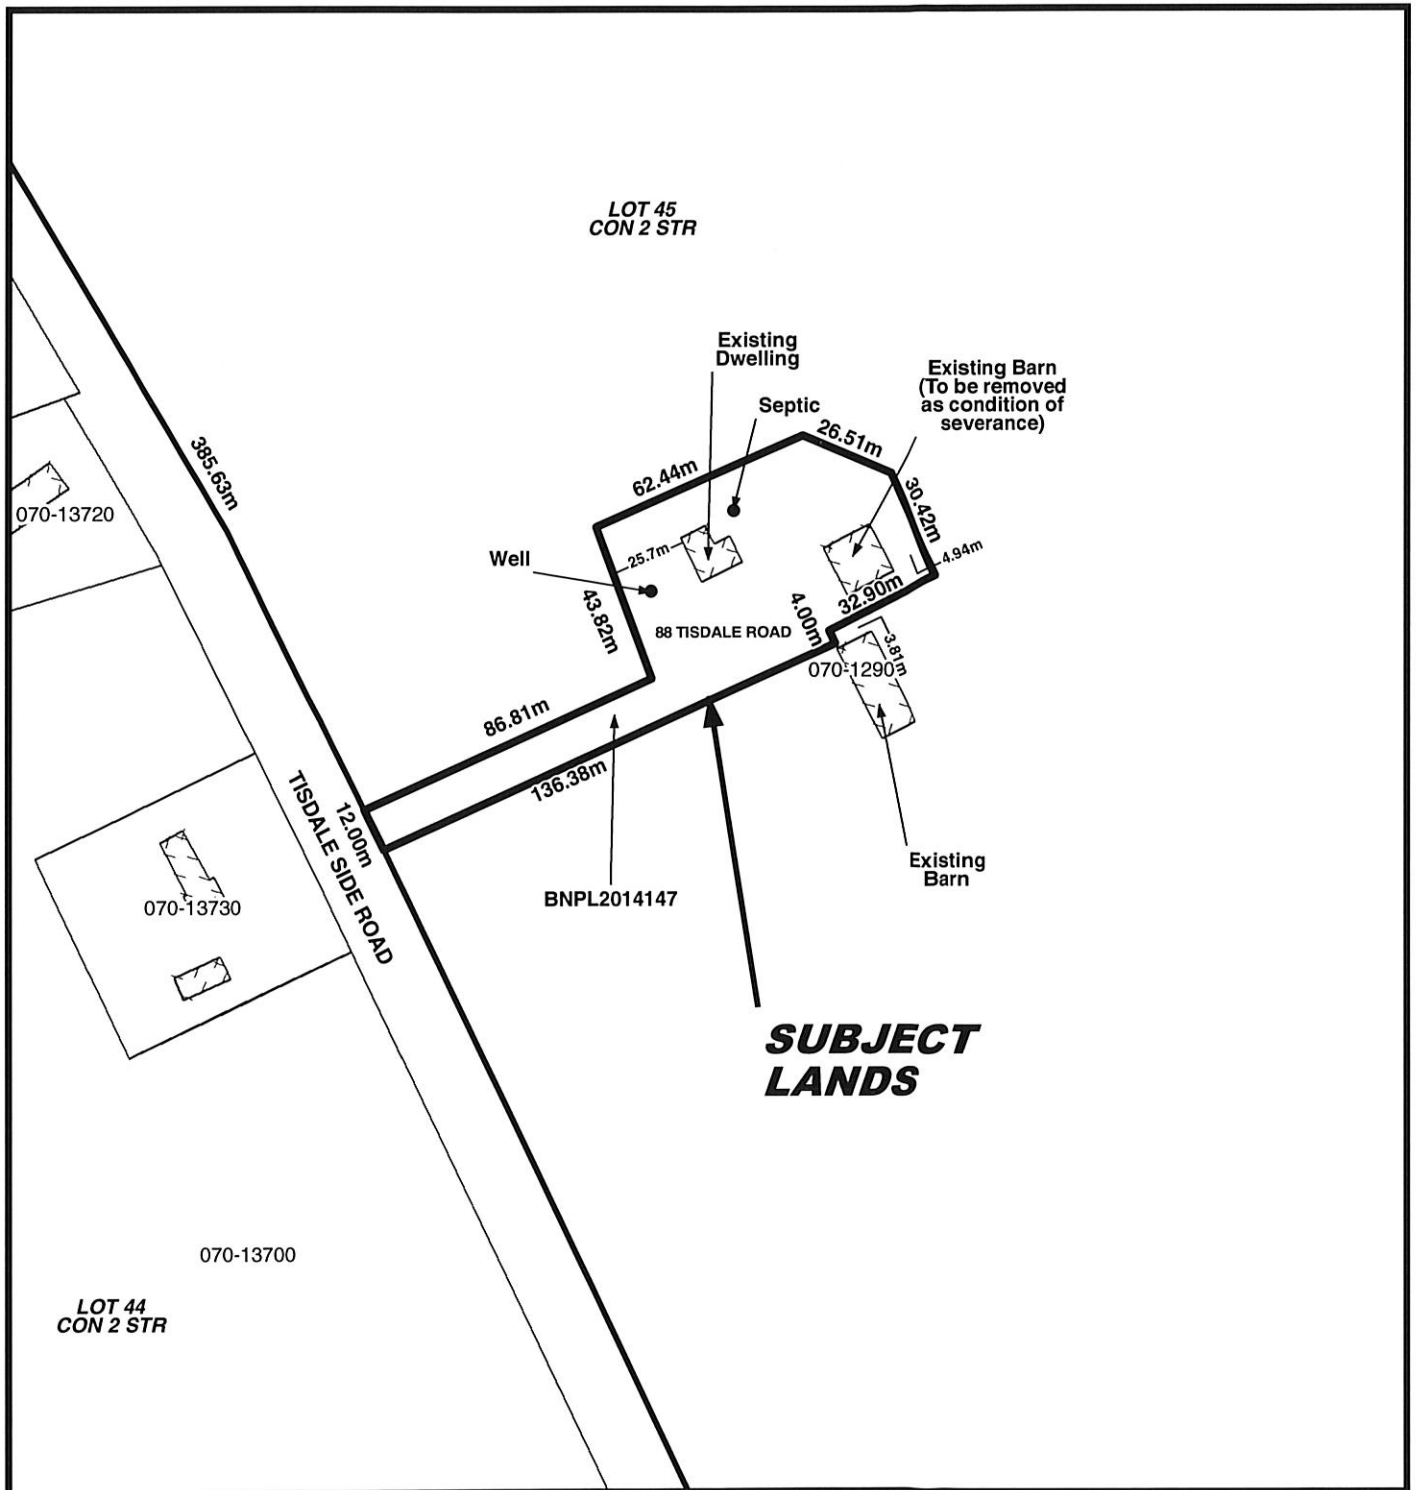 LOT 45
CON 2 STR
Existing
Dwelling
Existing Barn
(To be removed
as condition of
severance)
Septic
26.51m
385.63m
62.44m
30.42m
070-13720
Well
25.7m
4.94m
43.82m
4.00m
32.90m
88 TISDALE ROAD
3.81m
070-1290
86.81m
136.38m
12.00m
TISDALE SIDE ROAD
Existing
Barn
BNPL2014147
070-13730
SUBJECT
LANDS
070-13700
LOT 44
CON 2 STR